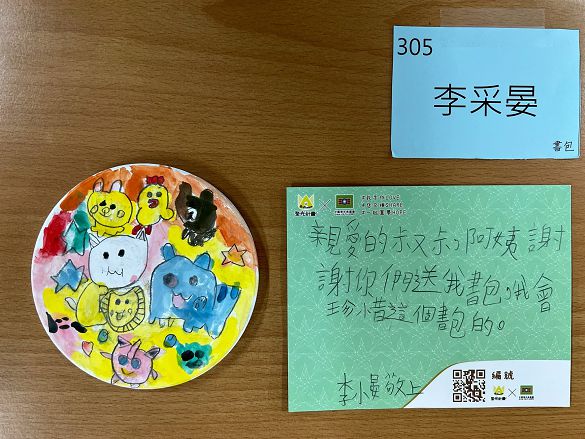 305
李采晏
書包
親愛的叔叔阿姨謝
謝你們送我書包,我會
珍惜這個書包的。
李小晏敬上
編號